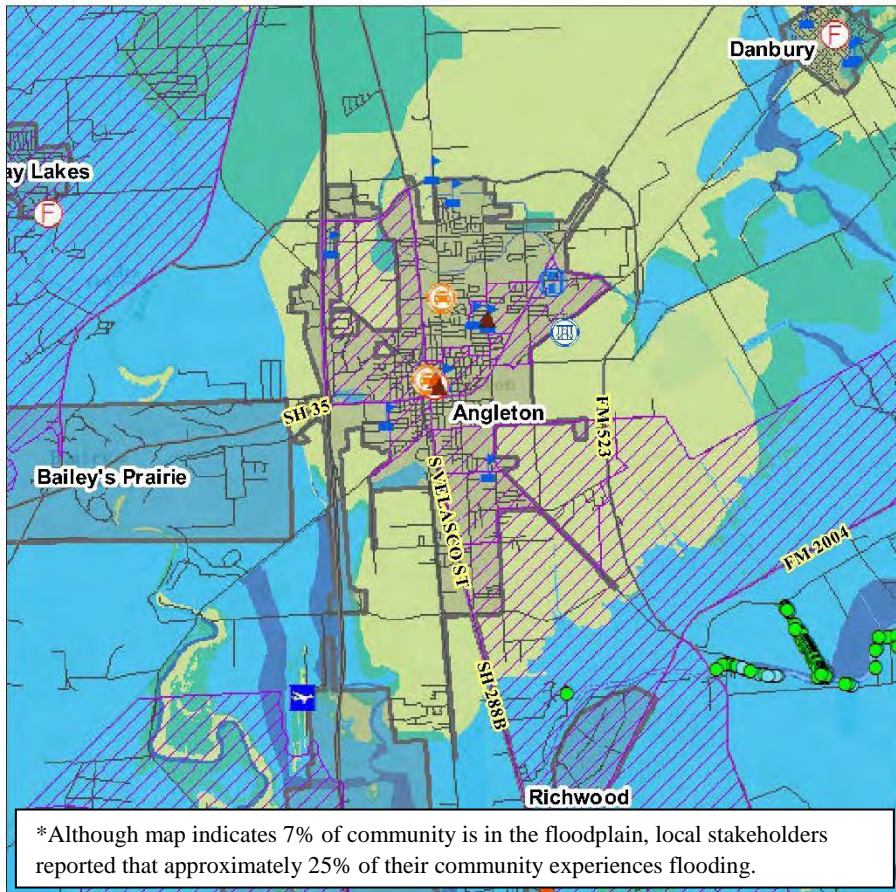 Danbury
F
ay Lakes
F
SH 35
Angleton
FM 523
Bailey's Prairie
S VELASCO ST
FM 2004
SH 288B
Richwood
*Although map indicates 7% of community is in the floodplain, local stakeholders
reported that approximately 25% of their community experiences flooding.